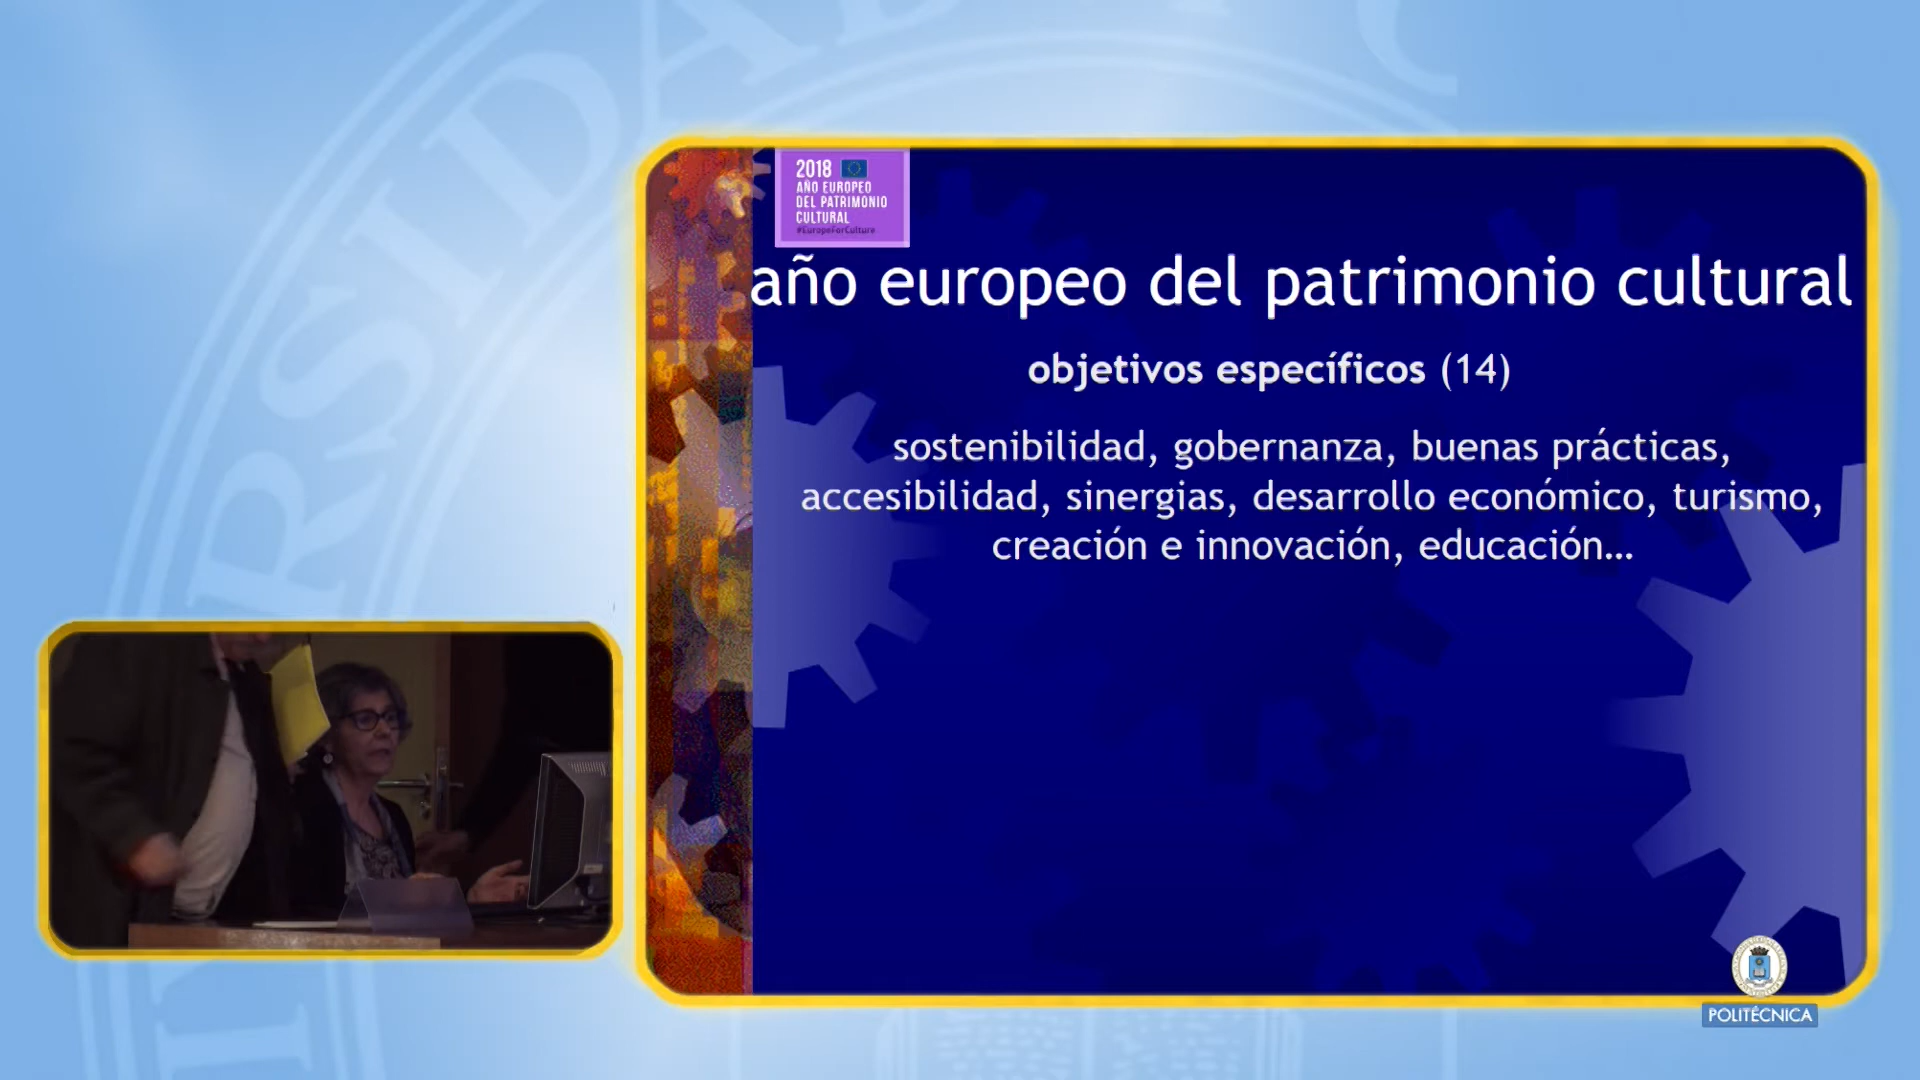 2018
AÑO EUROPEO
DEL PATRIMONIO
CULTURAL
#EuropeForCulture
año europeo del patrimonio cultural
objetivos específicos (14)
sostenibilidad, gobernanza, buenas prácticas,
accesibilidad, sinergias, desarrollo económico, turismo,
creación e innovación, educación...
POLITÉCNICA